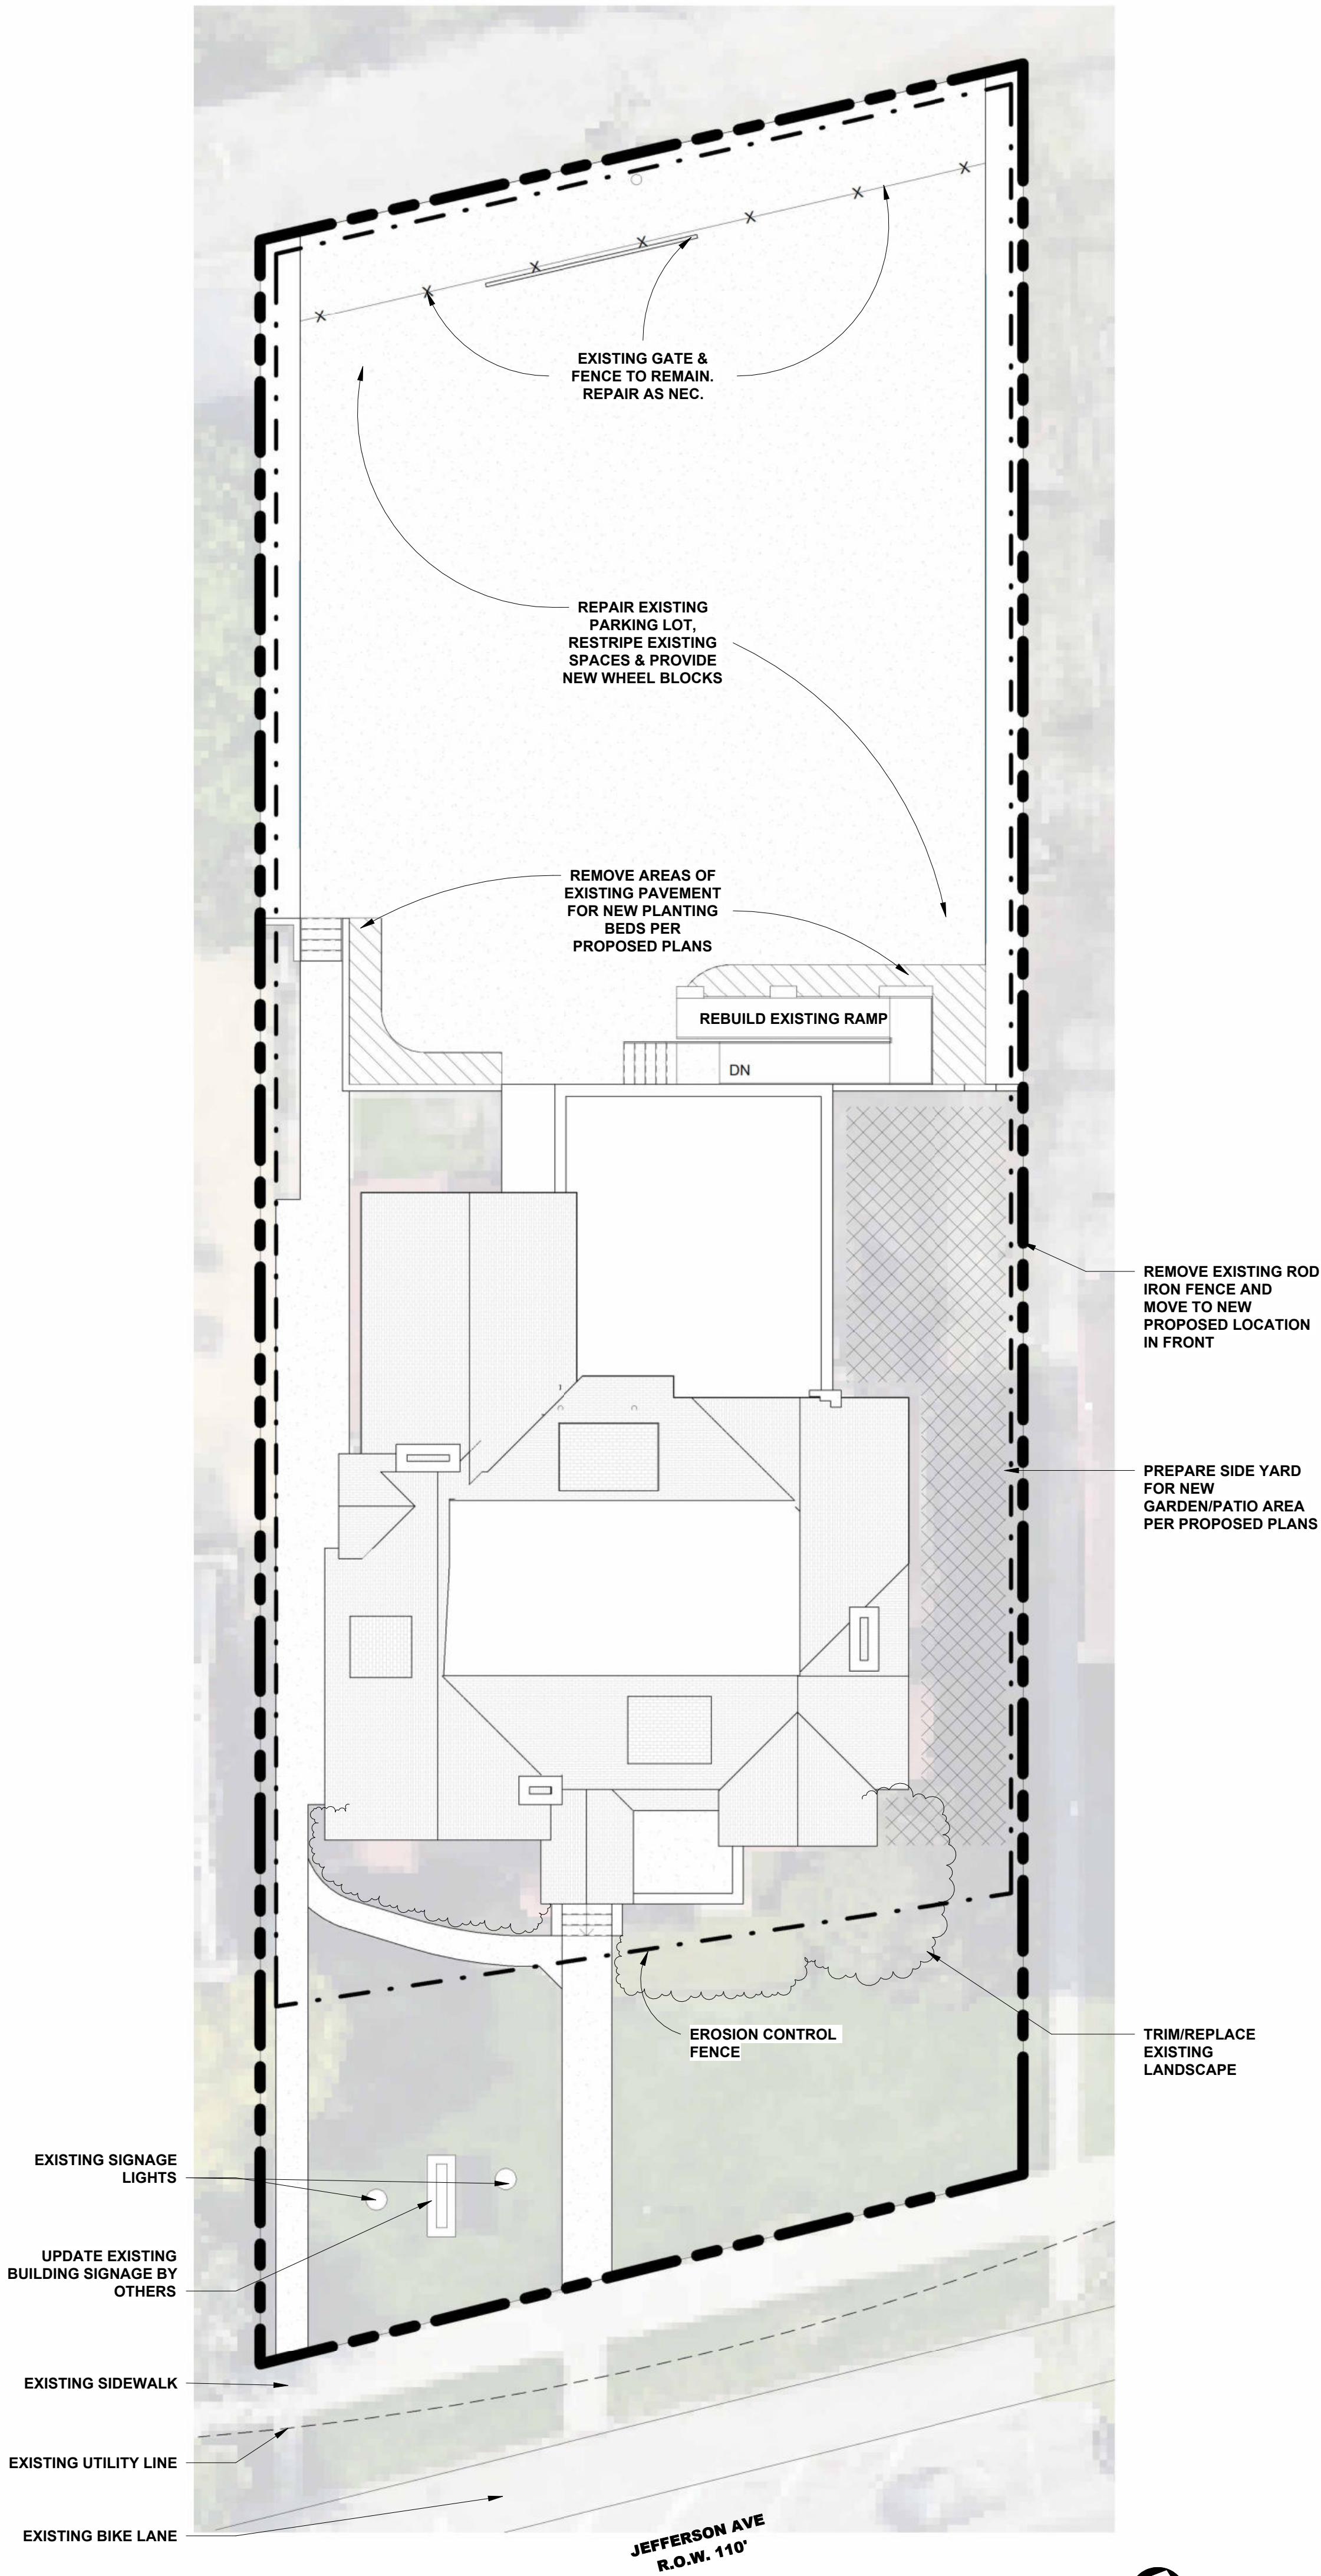 EXISTING GATE &
FENCE TO REMAIN.
REPAIR AS NEC.
REPAIR EXISTING
PARKING LOT,
RESTRIPE EXISTING
SPACES & PROVIDE
NEW WHEEL BLOCKS
REMOVE AREAS OF
EXISTING PAVEMENT
FOR NEW PLANTING
BEDS PER
PROPOSED PLANS
REBUILD EXISTING RAMP
DN
REMOVE EXISTING ROD
IRON FENCE AND
MOVE TO NEW
PROPOSED LOCATION
IN FRONT
PREPARE SIDE YARD
FOR NEW
GARDEN/PATIO AREA
PER PROPOSED PLANS
EROSION CONTROL
FENCE
TRIM/REPLACE
EXISTING
LANDSCAPE
EXISTING SIGNAGE
LIGHTS
UPDATE EXISTING
BUILDING SIGNAGE BY
OTHERS
EXISTING SIDEWALK
EXISTING UTILITY LINE
EXISTING BIKE LANE
JEFFERSON AVE
R.O.W. 110'